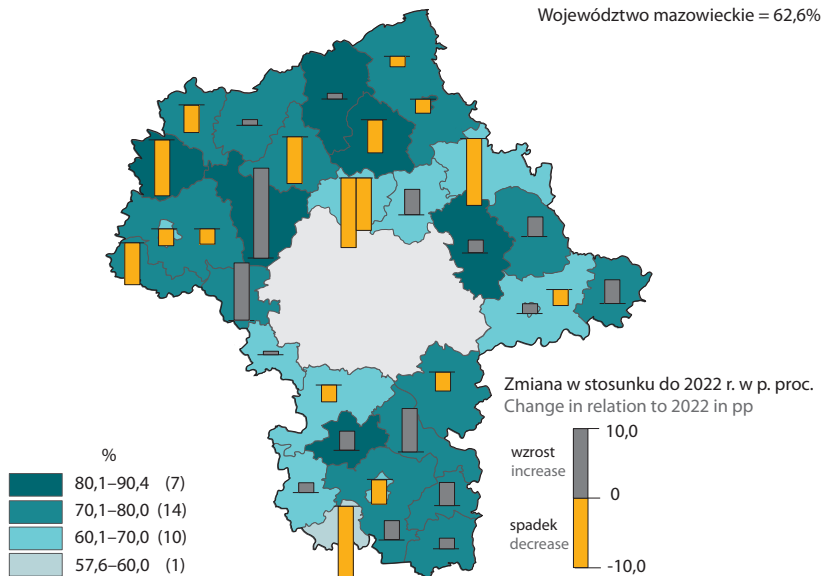 Województwo mazowieckie = 62,6%
Zmiana w stosunku do 2022 r. w p. proc.
Change in relation to 2022 in pp
wzrost
increase
spadek
decrease
10,0
0
-10,0
%
80,1–90,4 (7)
70,1–80,0 (14)
60,1–70,0 (10)
57,6–60,0 (1)